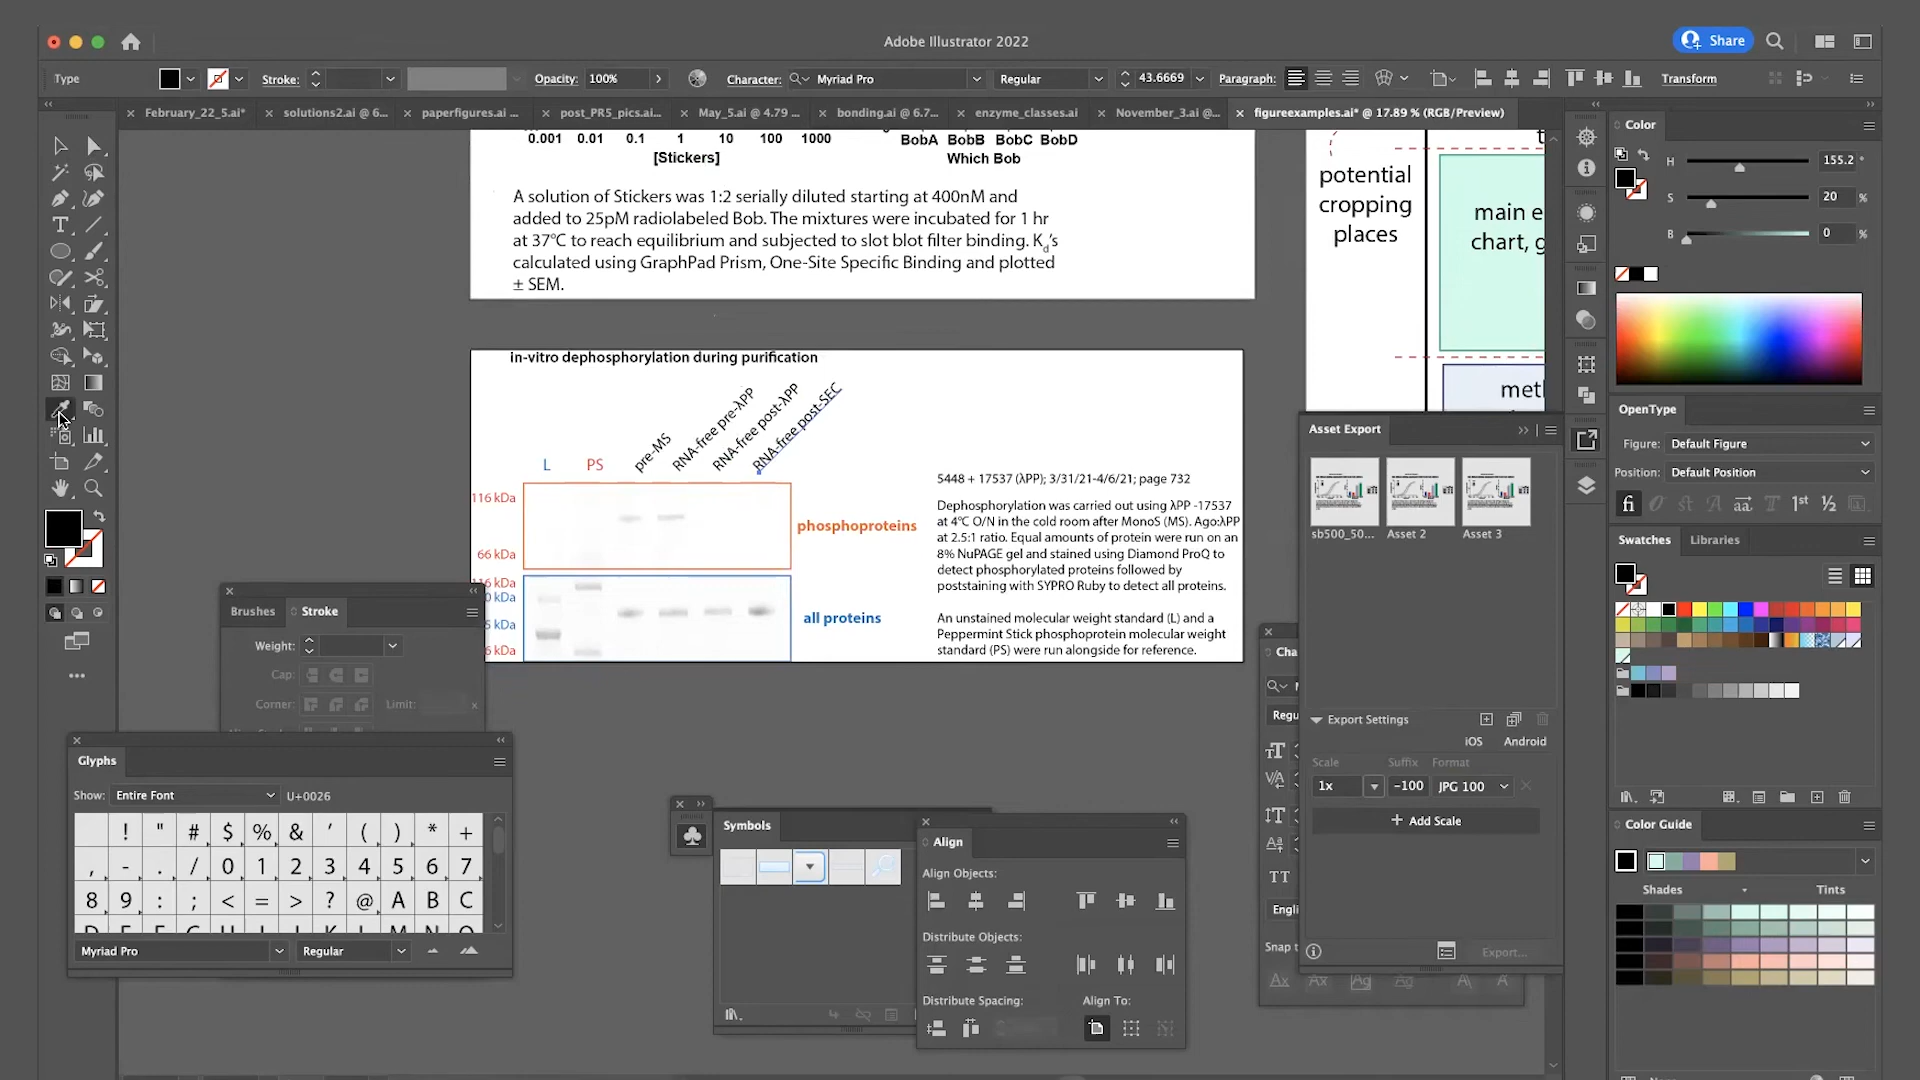 Adobe Illustrator 2022
Share
Type
Stroke:
Opacity: 100%
Character:
Myriad Pro
Regular
43.6669
Paragraph:
Transform
February_22_5.ai*
solutions2.ai @ 6...
paperfigures.ai ...
post_PR5_pics.ai...
May_5.ai @ 4.79 ...
bonding.ai @ 6.7...
enzyme_classes.ai
November_3.ai @...
figureexamples.ai* @ 17.89 % (RGB/Preview)
0.001 0.01 0.1 1 10 100 1000
[Stickers]
BobA BobB BobC BobD
Which Bob
A solution of Stickers was 1:2 serially diluted starting at 400nM and
added to 25pM radiolabeled Bob. The mixtures were incubated for 1 hr
at 37°C to reach equilibrium and subjected to slot blot filter binding. Kd's
calculated using GraphPad Prism, One-Site Specific Binding and plotted
± SEM.
potential
cropping
places
main e
chart, g
meth
in-vitro dephosphorylation during purification
L
PS
pre-MS
RNA-free pre-λPP
RNA-free post-λPP
RNA-free post-SEC
116 kDa
66 kDa
phosphoproteins
all proteins
5448 + 17537 (λPP); 3/31/21-4/6/21; page 732
Dephosphorylation was carried out using λPP -17537
at 4°C O/N in the cold room after MonoS (MS). Ago:λPP
at 2.5:1 ratio. Equal amounts of protein were run on an
8% NuPAGE gel and stained using Diamond ProQ to
detect phosphorylated proteins followed by
poststaining with SYPRO Ruby to detect all proteins.
An unstained molecular weight standard (L) and a
Peppermint Stick phosphoprotein molecular weight
standard (PS) were run alongside for reference.
Brushes
Stroke
Weight:
Cap:
Corner:
Limit:
x
Glyphs
Show: Entire Font
U+0026
! " # $ % & ' ( ) * +
, - . / 0 1 2 3 4 5 6 7
8 9 : ; < = > ? @ A B C
Myriad Pro
Regular
Symbols
Align
Align Objects:
Distribute Objects:
Distribute Spacing:
Align To:
Cha
Regu
Engli
Snap t
Asset Export
sb500_50...
Asset 2
Asset 3
Export Settings
iOS
Android
Scale
Suffix
Format
1x
-100
JPG 100
+ Add Scale
Export...
Color
H 155.2 °
S 20 %
B 0 %
OpenType
Figure: Default Figure
Position: Default Position
1st ½
Swatches
Libraries
Color Guide
Shades
Tints